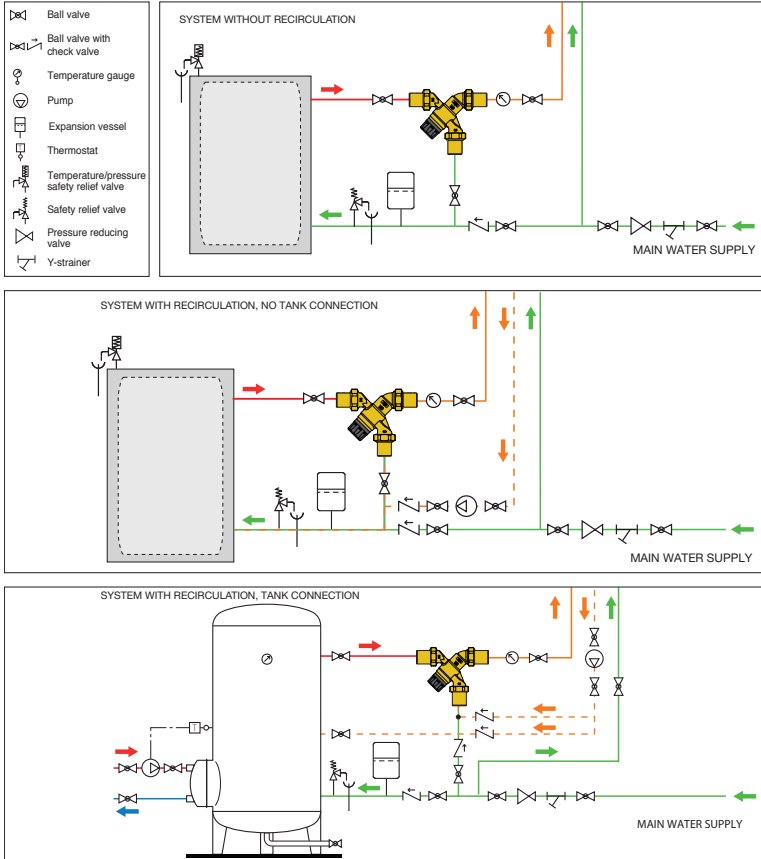 Ball valve
Ball valve with
check valve
Temperature gauge
Pump
Expansion vessel
T
Thermostat
Temperature/pressure
safety relief valve
Safety relief valve
Pressure reducing
valve
Y-strainer
SYSTEM WITHOUT RECIRCULATION
MAIN WATER SUPPLY
SYSTEM WITH RECIRCULATION, NO TANK CONNECTION
MAIN WATER SUPPLY
SYSTEM WITH RECIRCULATION, TANK CONNECTION
T
MAIN WATER SUPPLY